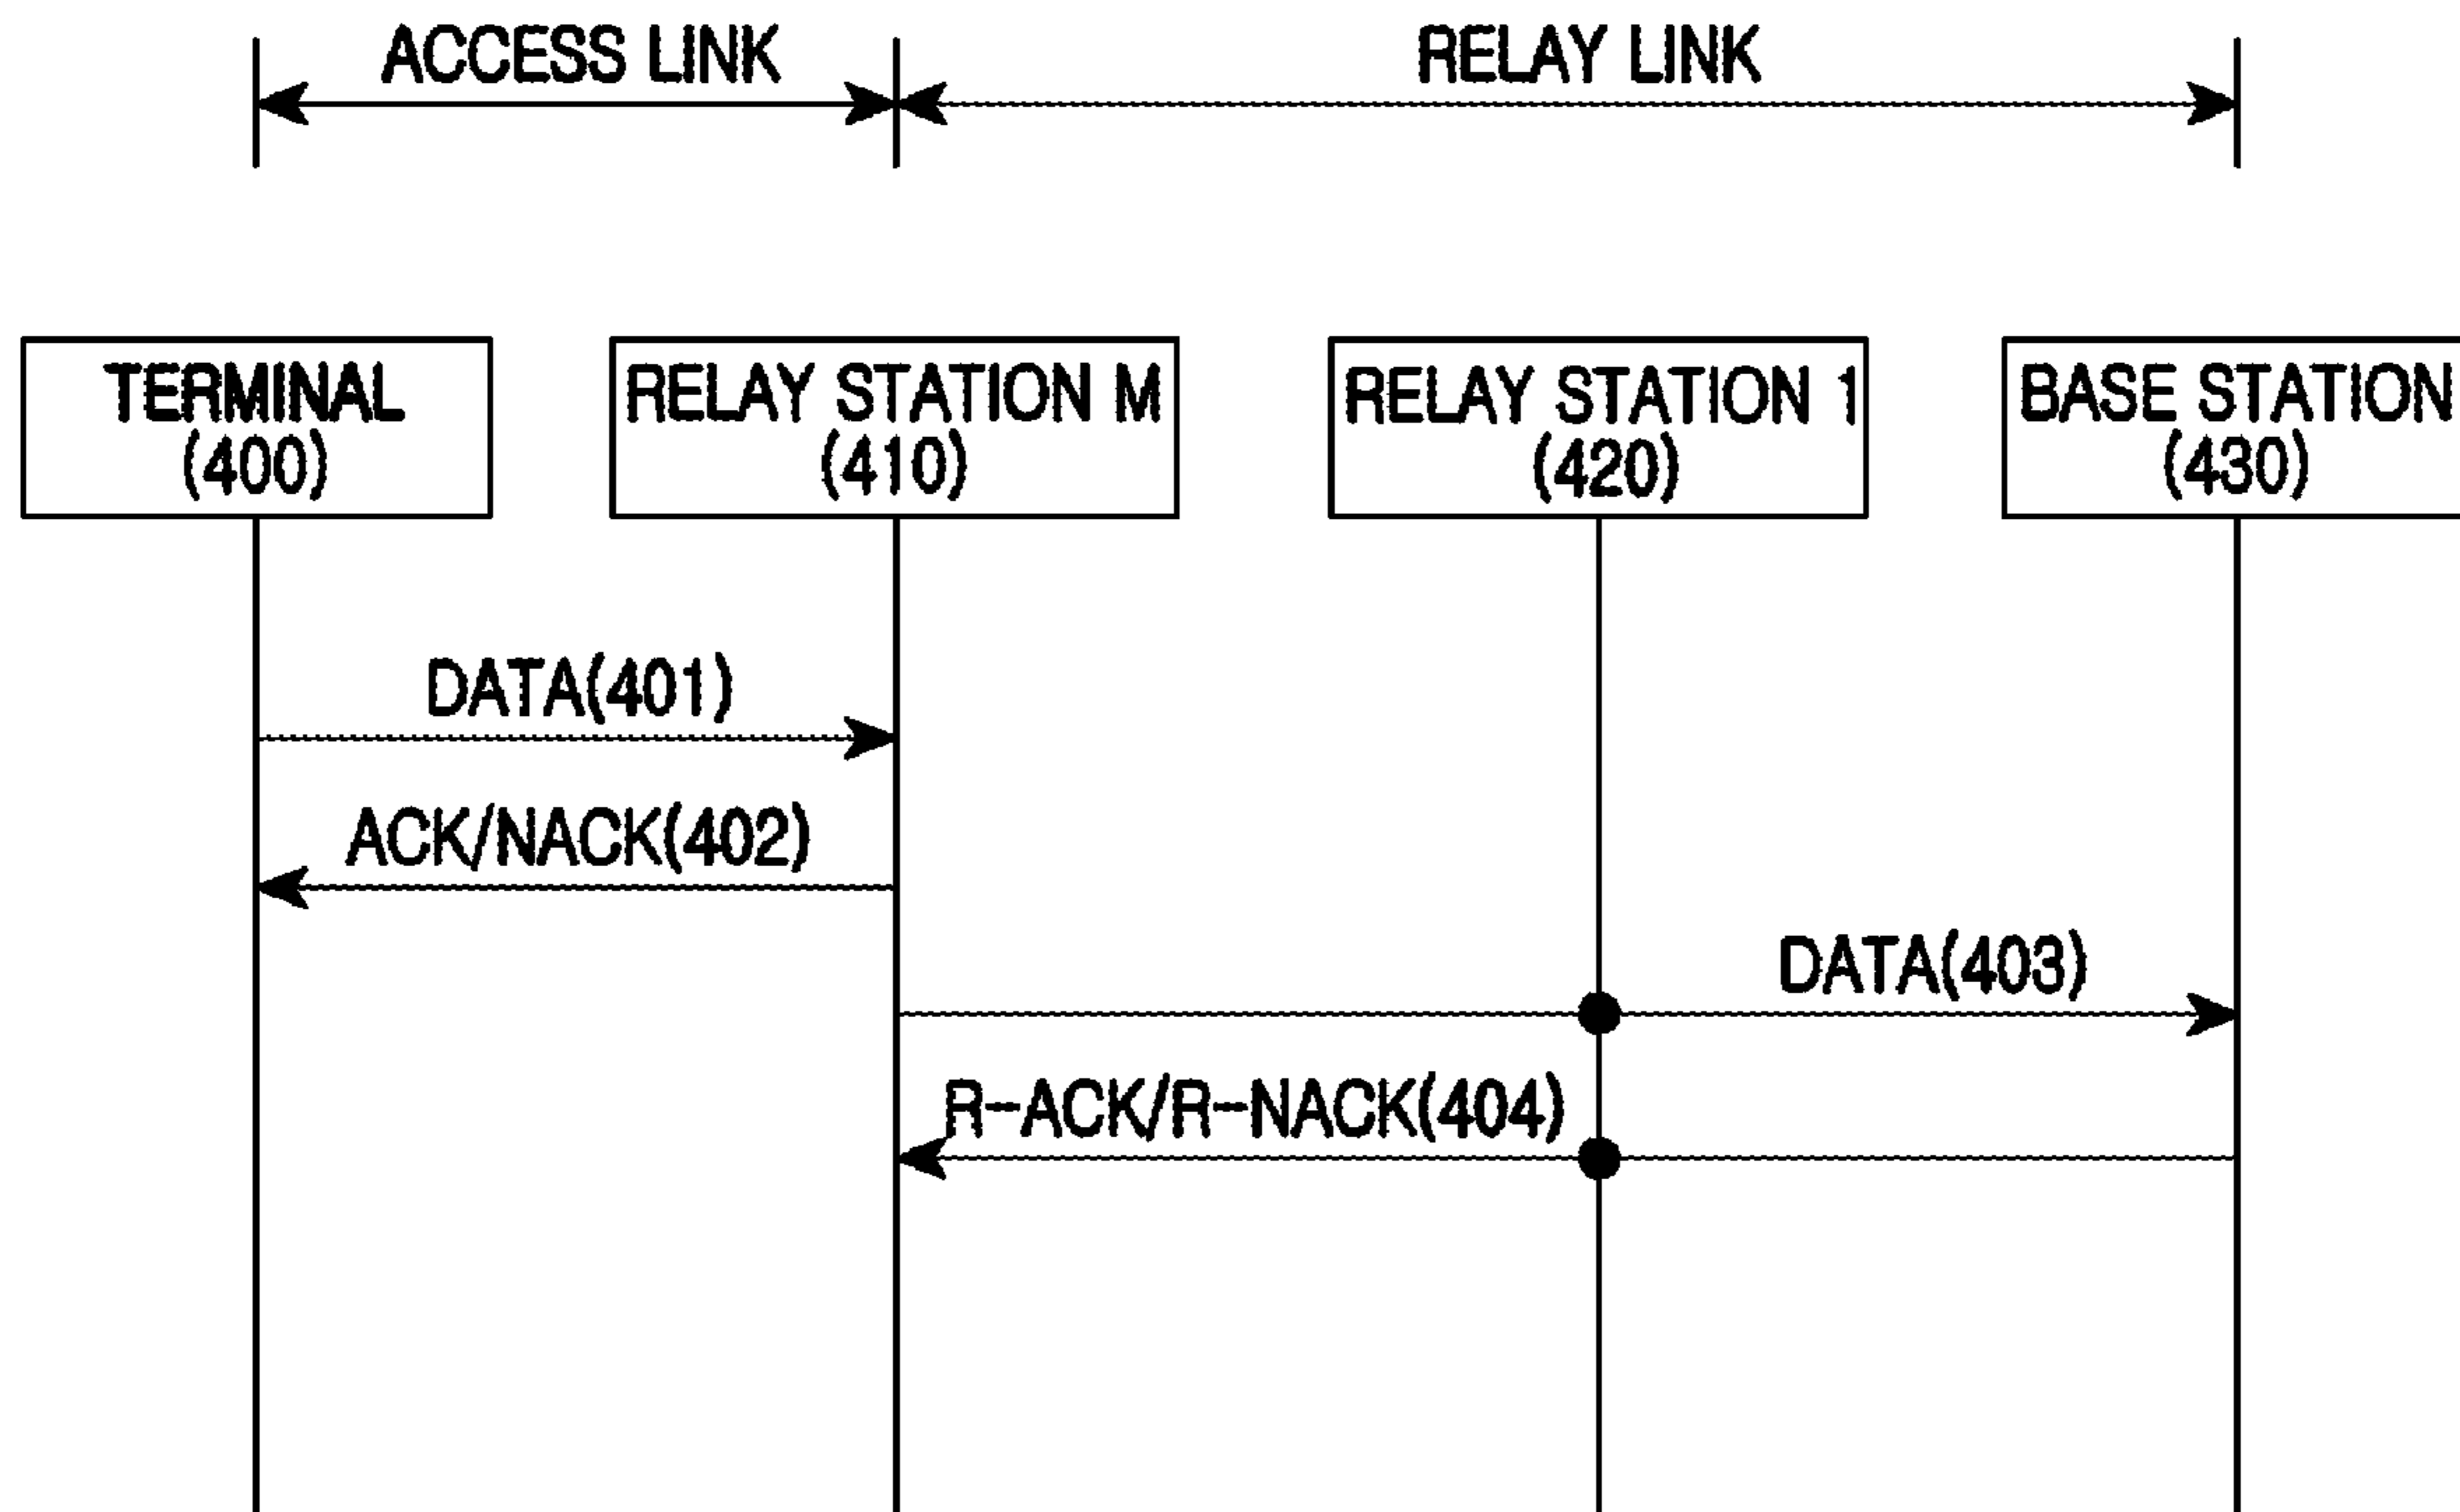 ACCESS LINK
RELAY LINK
TERMINAL
(400)
RELAY STATION M
(410)
RELAY STATION 1
(420)
BASE STATION
(430)
DATA(401)
ACK/NACK(402)
DATA(403)
R-ACK/R-NACK(404)